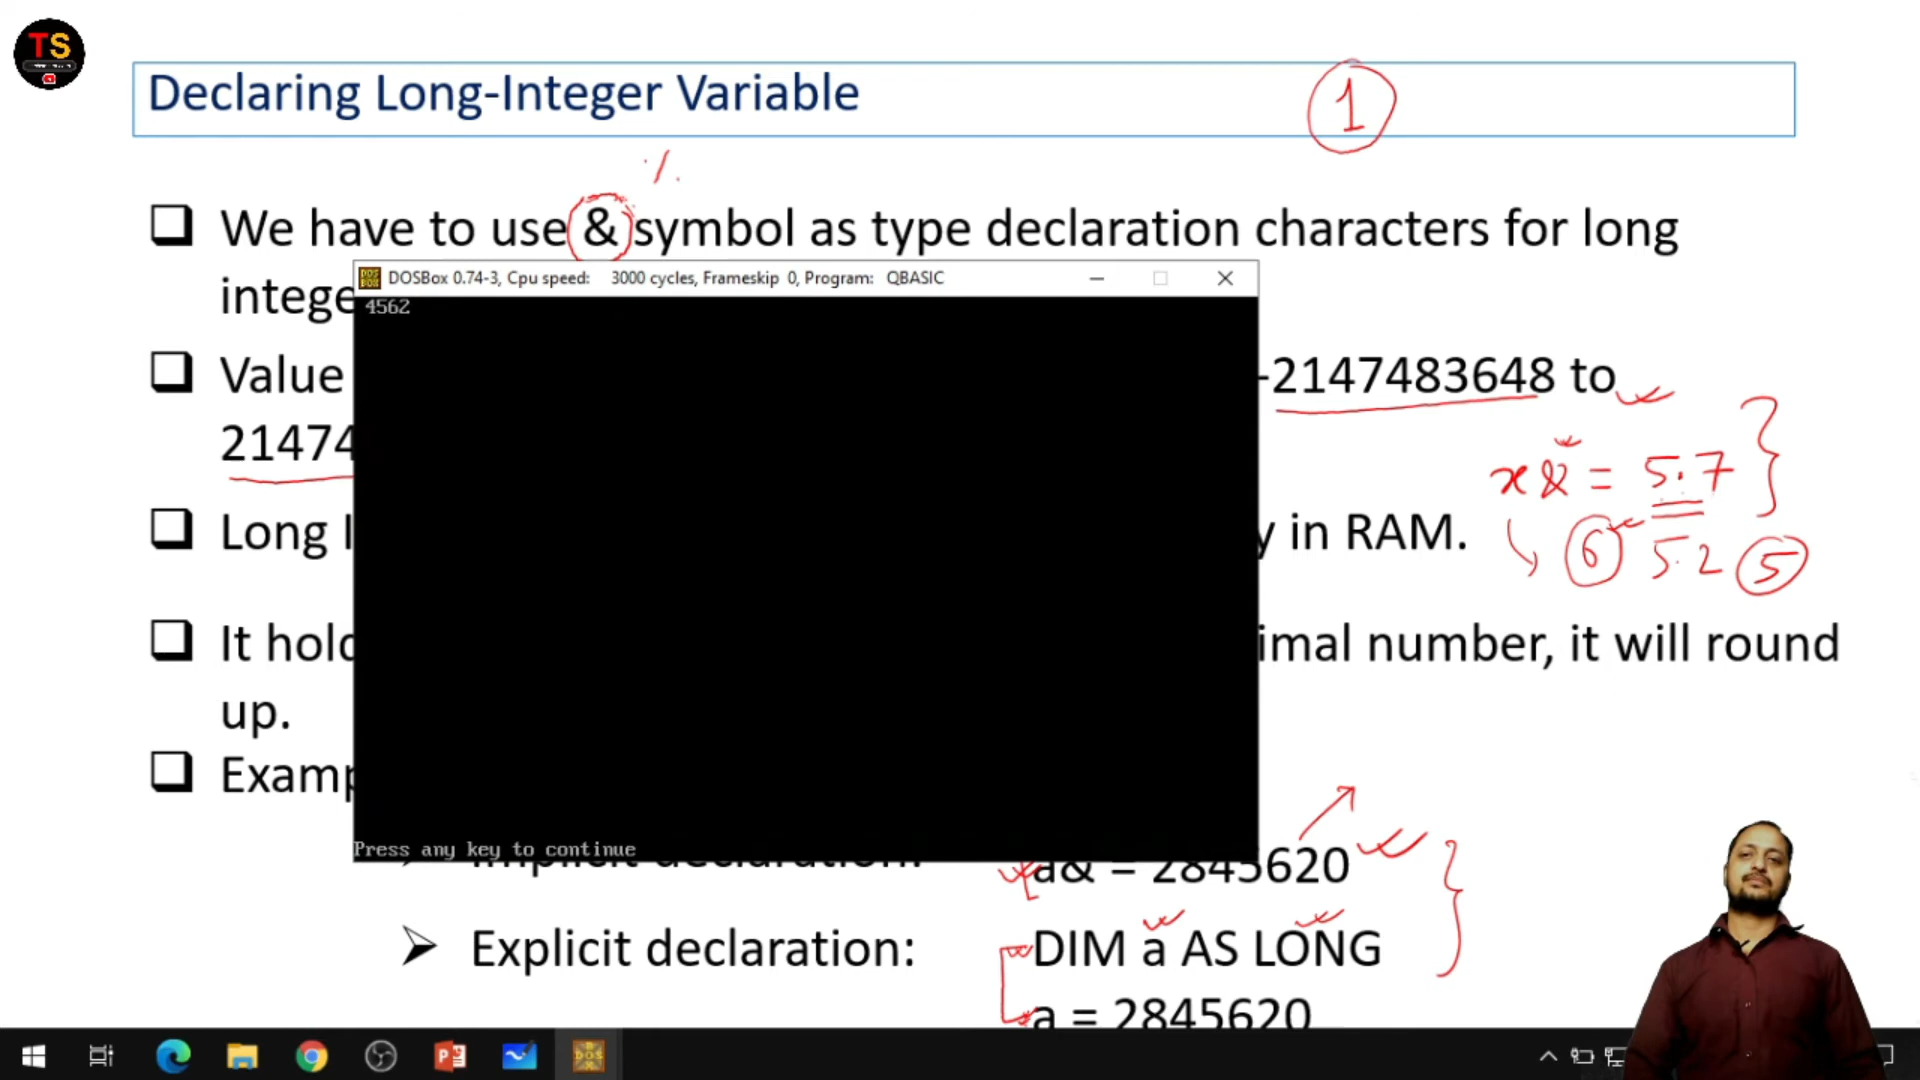 TS
Declaring Long-Integer Variable
1
%
We have to use & symbol as type declaration characters for long
intege
DOSBox 0.74-3, Cpu speed: 3000 cycles, Frameskip 0, Program: QBASIC
4562
Value -2147483648 to
21474
x& = 5.7
Long I y in RAM.
6 5.2 5
It hold imal number, it will round
up.
Examp
Press any key to continue
Implicit declaration: a& = 2845620
Explicit declaration: DIM a AS LONG
a = 2845620